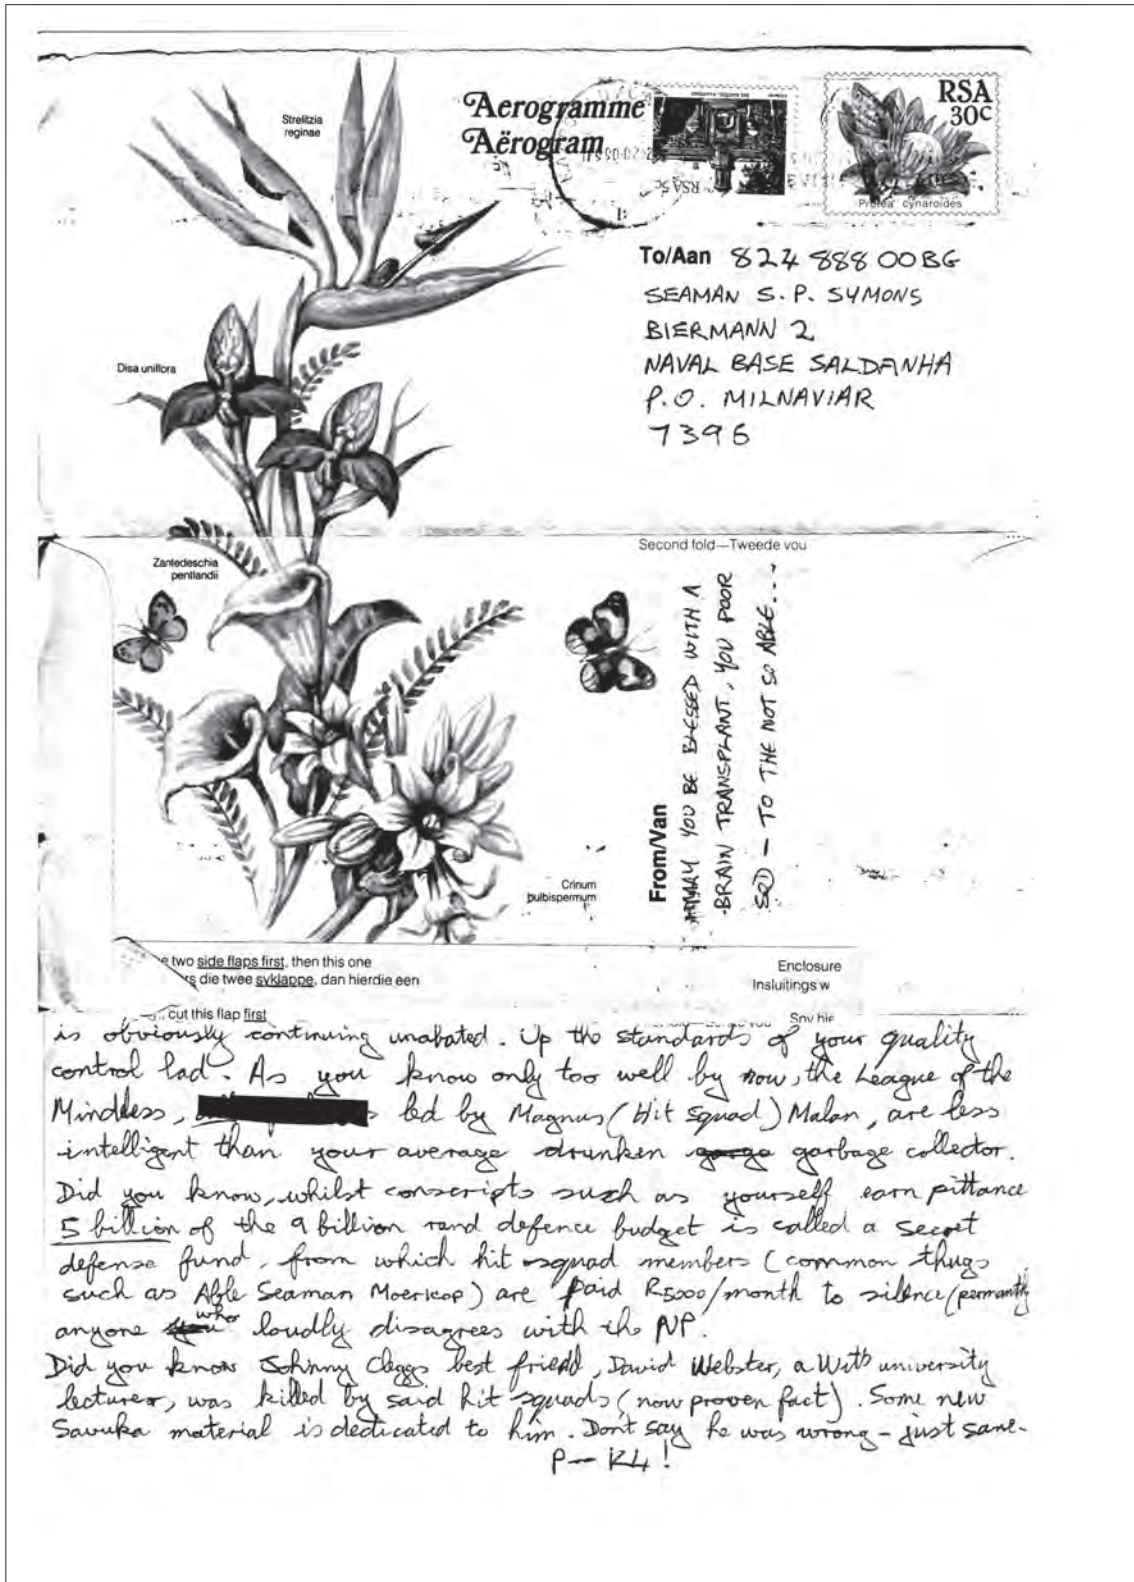 Strelitzia
reginae
Aerogramme
Aërogram
RSA 5c
RSA
30c
Protea cynaroides
To/Aan 824 888 00 BG
SEAMAN S.P. SYMONS
BIERMANN 2
NAVAL BASE SALDANHA
P.O. MILNAVIAR
7396
Disa uniflora
Second fold—Tweede vou
Zantedeschia
pentlandii
From/Van
MAY YOU BE BLESSED WITH A
BRAIN TRANSPLANT, YOU POOR
SOD – TO THE NOT SO ABLE...
Crinum
bulbispermum
two side flaps first, then this one
die twee syklappe, dan hierdie een
Enclosure
Insluitings w
cut this flap first
is obviously continuing unabated. Up the standards of your quality
control lad. As you know only too well by now, the League of the
Mindless, led by Magnus (Hit Squad) Malan, are less
intelligent than your average drunken garbage collector.
Did you know, whilst conscripts such as yourself earn pittance
5 billion of the 9 billion rand defence budget is called a secret
defense fund, from which hit squad members (common thugs
such as Able Seaman Moericop) are paid R5000/month to silence (permantly
anyone who loudly disagrees with the NP.
Did you know Johnny Cleggs best friend, David Webster, a Wits university
lecturer, was killed by said hit squads (now proven fact). Some new
Savuka material is dedicated to him. Don't say he was wrong – just sane.
P — K4!